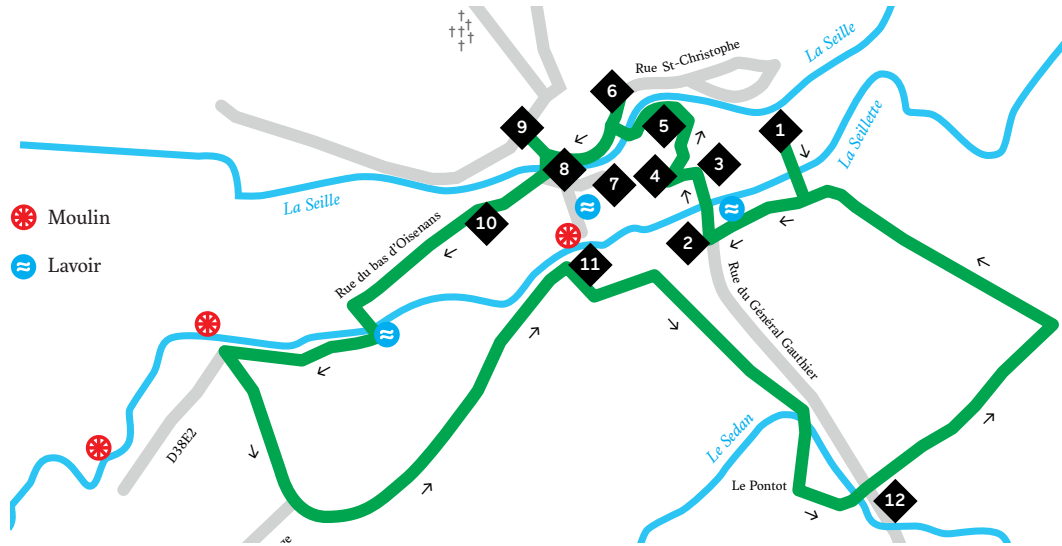 Rue St-Christophe
La Seille
6
1
La Seillette
9
5
3
8
4
7
La Seille
Moulin
10
2
Rue du bas d'Oisenans
Lavoir
11
Rue du Général Gauthier
D38E2
Le Sedan
Le Pontot
12